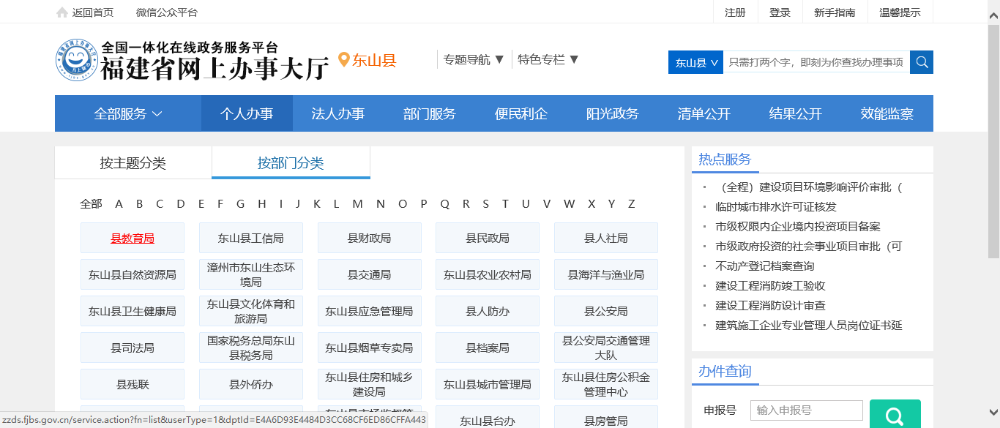 返回首页 微信公众平台 注册 登录 新手指南 温馨提示
全国一体化在线政务服务平台
福建省网上办事大厅 东山县 专题导航 ▼ 特色专栏 ▼ 东山县 ∨ 只需打两个字，即刻为你查找办理事项
全部服务 个人办事 法人办事 部门服务 便民利企 阳光政务 清单公开 结果公开 效能监察
按主题分类 按部门分类
全部 A B C D E F G H I J K L M N O P Q R S T U V W X Y Z
县教育局 东山县工信局 县财政局 县民政局 县人社局
东山县自然资源局 漳州市东山生态环
境局 县交通局 东山县农业农村局 县海洋与渔业局
东山县卫生健康局 东山县文化体育和
旅游局 东山县应急管理局 县人防办 县公安局
县司法局 国家税务总局东山
县税务局 东山县烟草专卖局 县档案局 县公安局交通管理
大队
县残联 县外侨办 东山县住房和城乡
建设局 东山县城市管理局 东山县住房公积金
管理中心
东山县台办 县房管局
热点服务
· （全程）建设项目环境影响评价审批（
· 临时城市排水许可证核发
· 市级权限内企业境内投资项目备案
· 市级政府投资的社会事业项目审批（可
· 不动产登记档案查询
· 建设工程消防竣工验收
· 建设工程消防设计审查
· 建筑施工企业专业管理人员岗位证书延
办件查询
申报号 输入申报号
zzds.fjbs.gov.cn/service.action?fn=list&userType=1&dptId=E4A6D93E4484D3CC68CF6ED86CFFA443